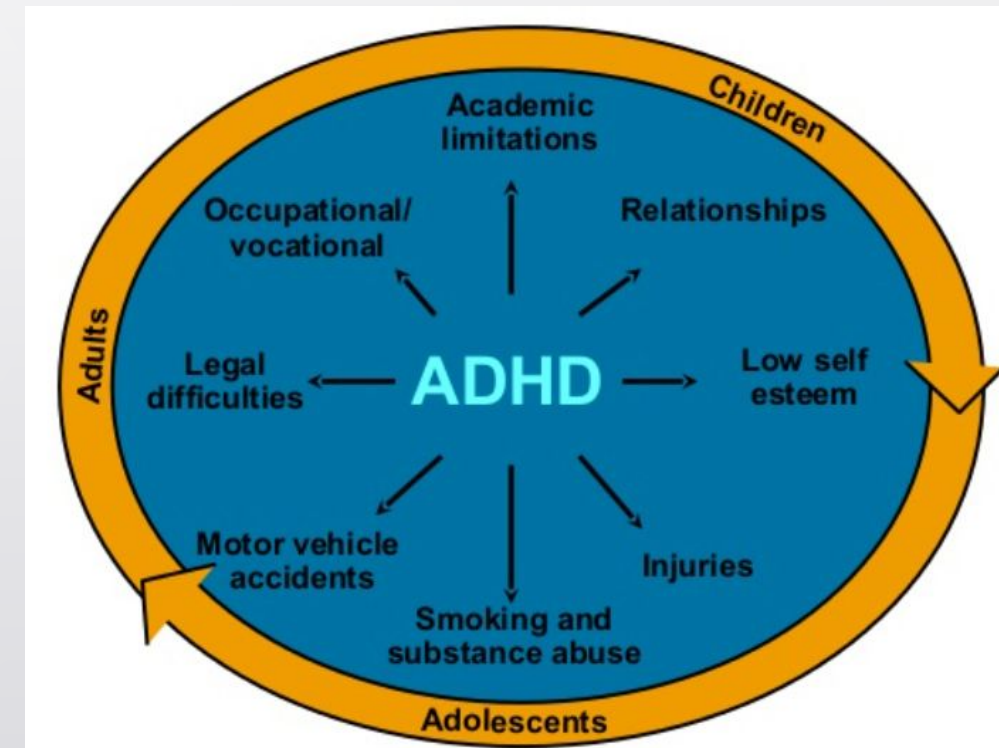 Children
Academic
limitations
Occupational/
vocational
Relationships
Adults
Legal
difficulties
ADHD
Low self
esteem
Motor vehicle
accidents
Injuries
Smoking and
substance abuse
Adolescents